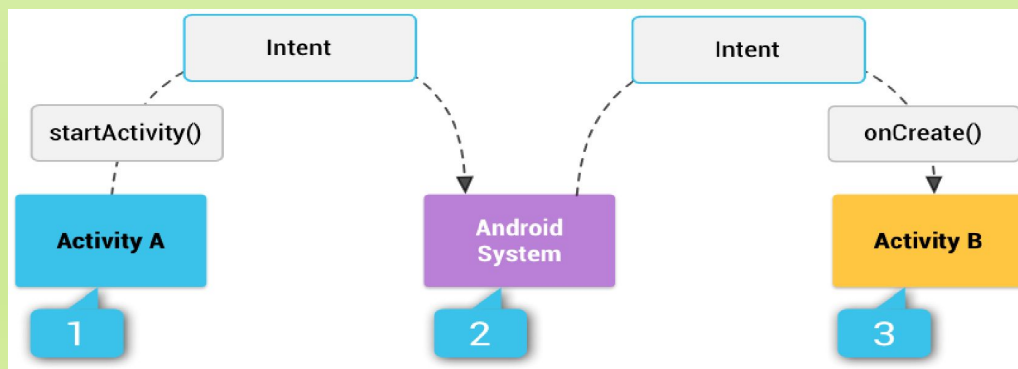 Intent
Intent
startActivity()
onCreate()
Activity A
Android
System
Activity B
1
2
3